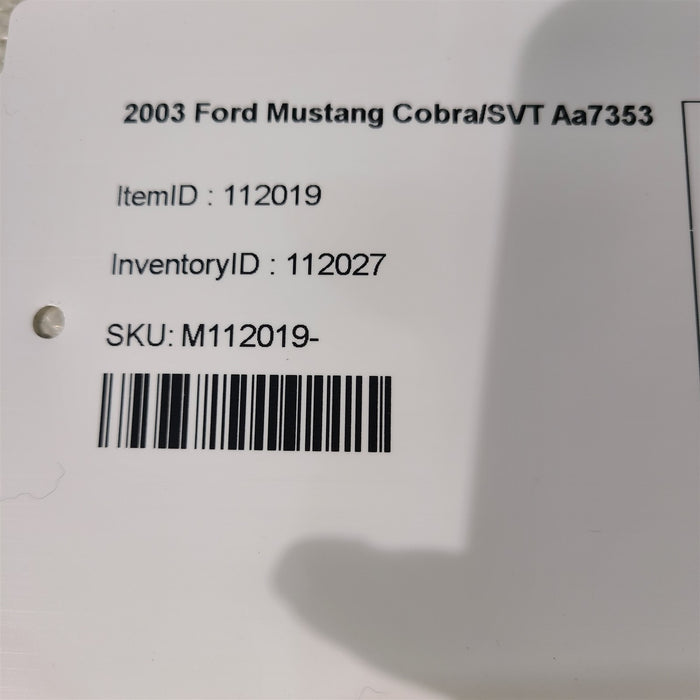 2003 Ford Mustang Cobra/SVT Aa7353
ItemID : 112019
InventoryID : 112027
SKU: M112019-